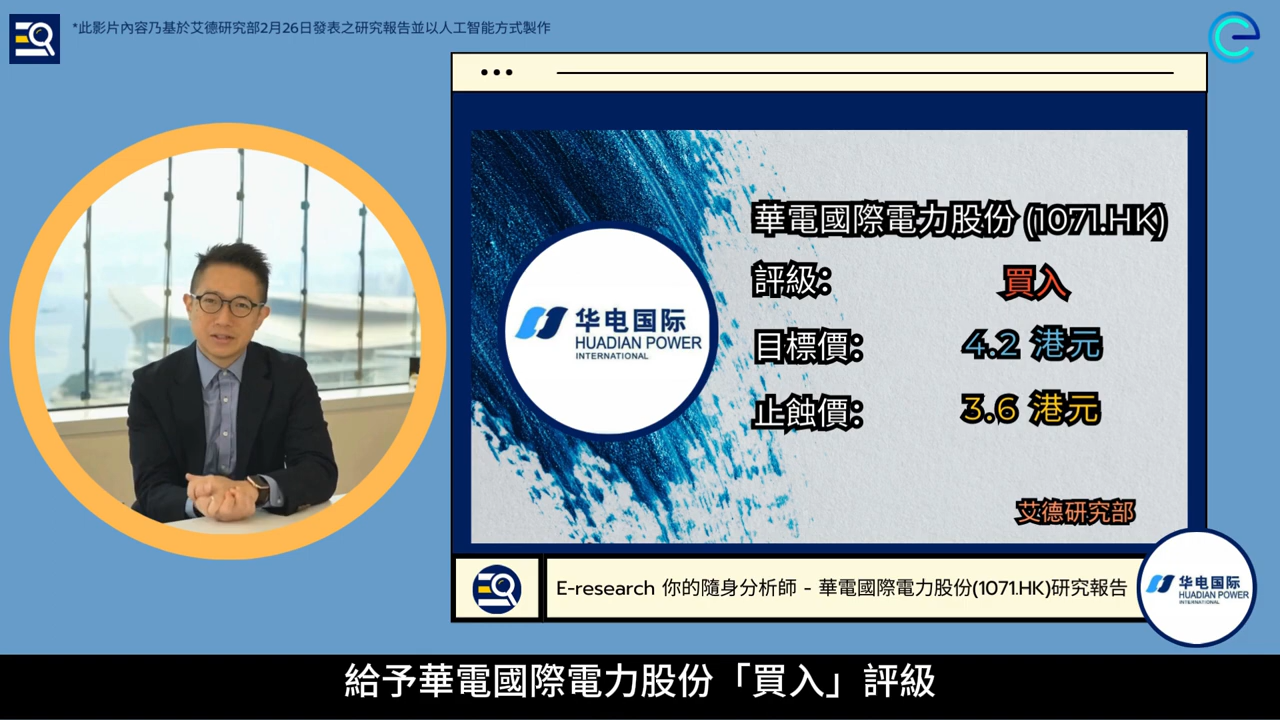 *此影片內容乃基於艾德研究部2月26日發表之研究報告並以人工智能方式製作
華電國際電力股份 (1071.HK)
評級: 買入
目標價: 4.2 港元
止蝕價: 3.6 港元
华电国际
HUADIAN POWER
INTERNATIONAL
艾德研究部
E-research 你的隨身分析師 - 華電國際電力股份(1071.HK)研究報告
华电国际
HUADIAN POWER
INTERNATIONAL
給予華電國際電力股份「買入」評級